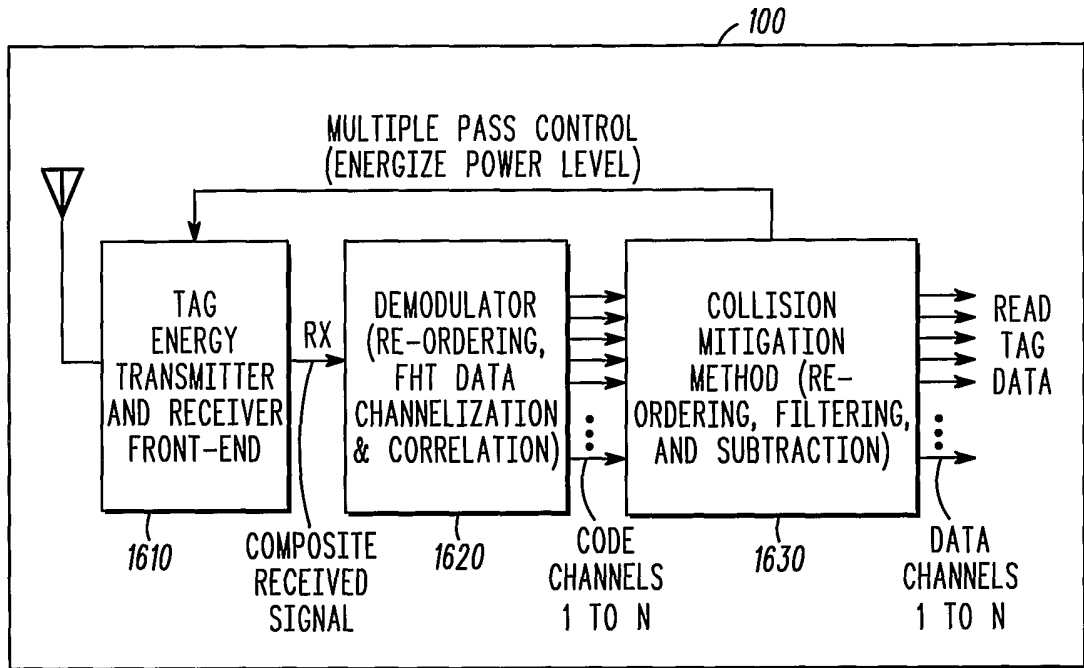 100
MULTIPLE PASS CONTROL
(ENERGIZE POWER LEVEL)
TAG
ENERGY
TRANSMITTER
AND RECEIVER
FRONT-END
RX
DEMODULATOR
(RE-ORDERING,
FHT DATA
CHANNELIZATION
& CORRELATION)
COLLISION
MITIGATION
METHOD (RE-
ORDERING, FILTERING,
AND SUBTRACTION)
READ
TAG
DATA
1610
COMPOSITE
RECEIVED
SIGNAL
1620
CODE
CHANNELS
1 TO N
1630
DATA
CHANNELS
1 TO N